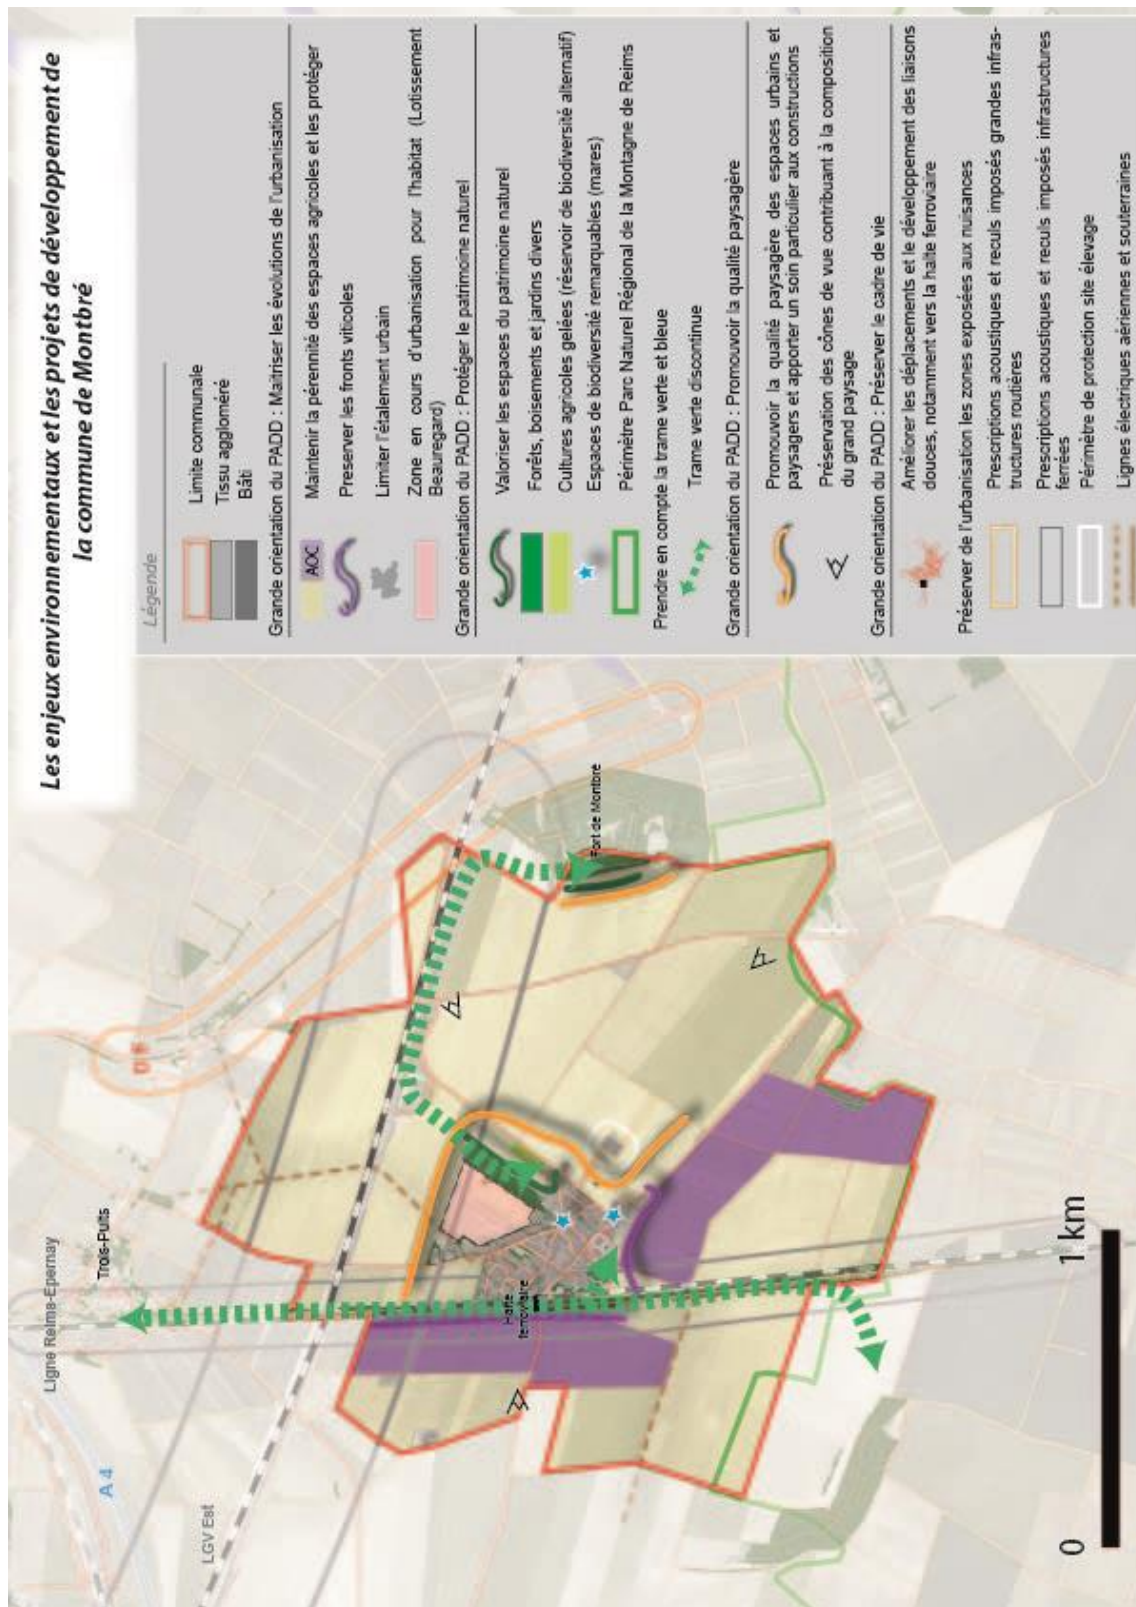 Les enjeux environnementaux et les projets de développement de
la commune de Montbré
Légende
Limite communale
Tissu aggloméré
Bâti
Grande orientation du PADD : Maîtriser les évolutions de l'urbanisation
AOC
Maintenir la pérennité des espaces agricoles et les protéger
Preserver les fronts viticoles
Limiter l'étalement urbain
Zone en cours d'urbanisation pour l'habitat (Lotissement
Beauregard)
Grande orientation du PADD : Protéger le patrimoine naturel
Valoriser les espaces du patrimoine naturel
Forêts, boisements et jardins divers
Cultures agricoles gelées (réservoir de biodiversité alternatif)
Espaces de biodiversité remarquables (mares)
Périmètre Parc Naturel Régional de la Montagne de Reims
Prendre en compte la trame verte et bleue
Trame verte discontinue
Grande orientation du PADD : Promouvoir la qualité paysagère
Promouvoir la qualité paysagère des espaces urbains et
paysagers et apporter un soin particulier aux constructions
Préservation des cônes de vue contribuant à la composition
du grand paysage
Grande orientation du PADD : Préserver le cadre de vie
Améliorer les déplacements et le développement des liaisons
douces, notamment vers la halte ferroviaire
Préserver de l'urbanisation les zones exposées aux nuisances
Prescriptions acoustiques et reculs imposés grandes infras-
tructures routières
Prescriptions acoustiques et reculs imposés infrastructures
ferrées
Périmètre de protection site élevage
Lignes électriques aériennes et souterraines
A 4
Ligne Reims-Epernay
LGV Est
Trois-Puits
Halte
ferroviaire
Fort de Montbré
0
1 km